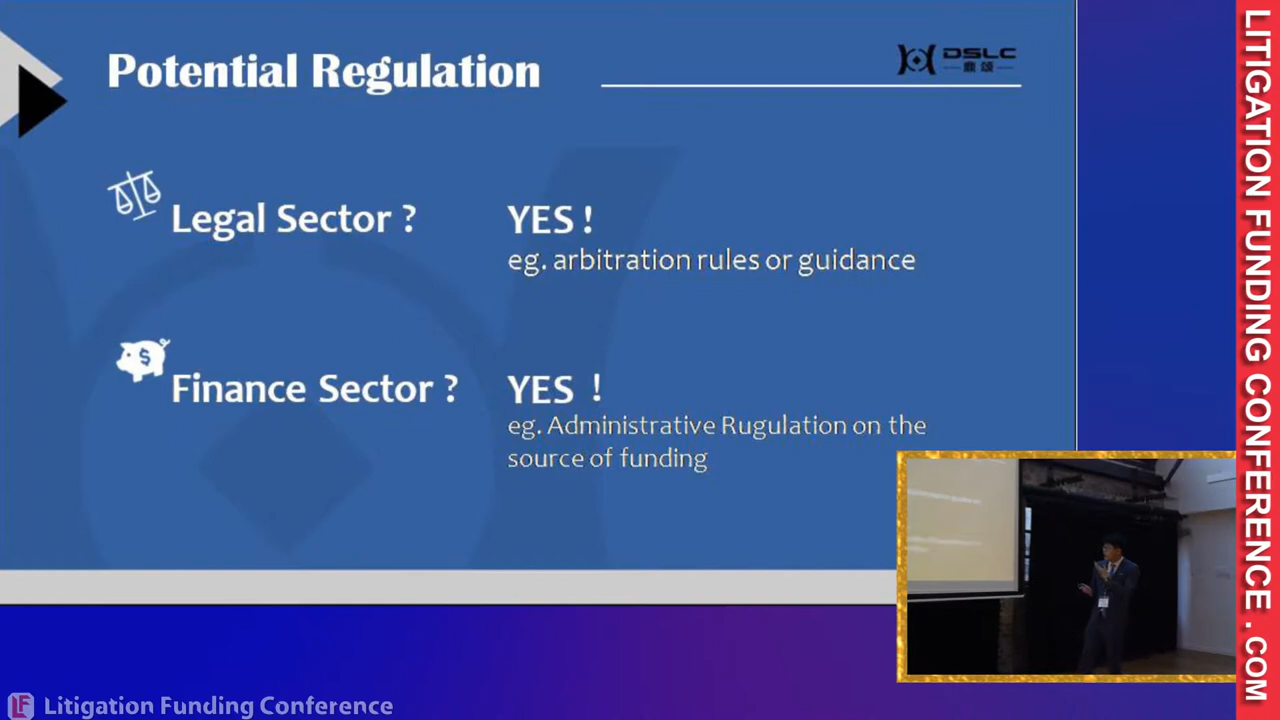 Potential Regulation
DSLC
鼎颂
Legal Sector ?
YES !
eg. arbitration rules or guidance
Finance Sector ?
YES !
eg. Administrative Rugulation on the
source of funding
LITIGATION FUNDING CONFERENCE . COM
LF Litigation Funding Conference